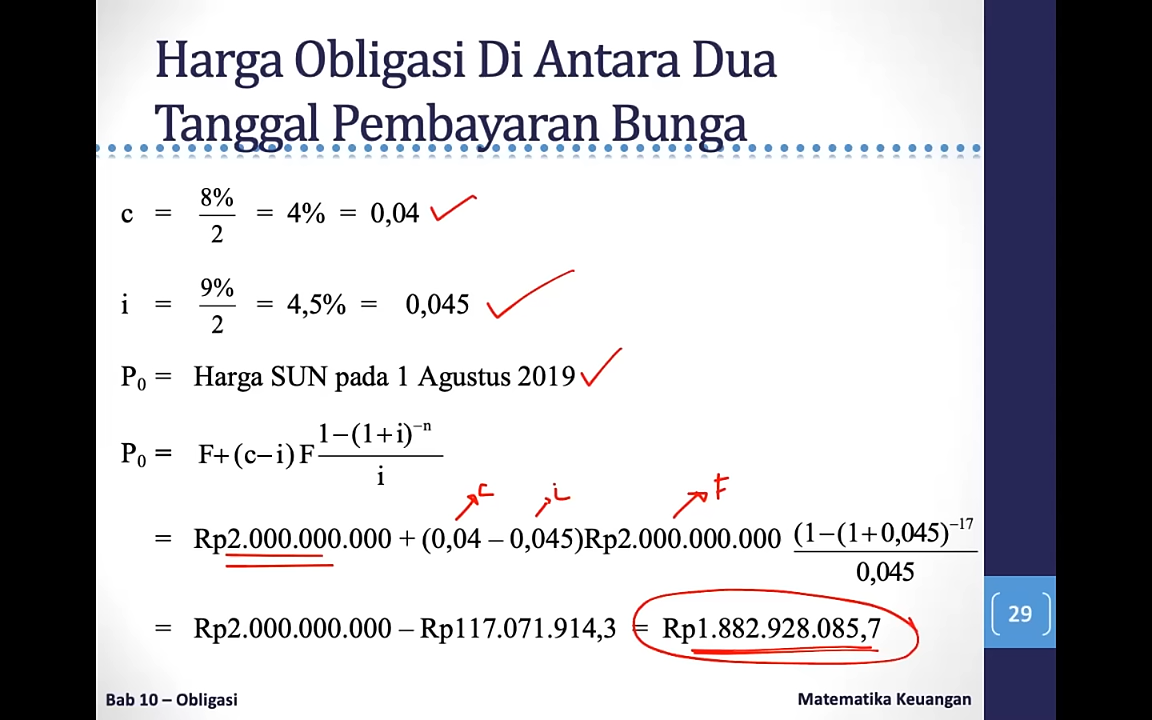 Harga Obligasi Di Antara Dua
Tanggal Pembayaran Bunga
c = 8%/2 = 4% = 0,04
i = 9%/2 = 4,5% = 0,045
P₀ = Harga SUN pada 1 Agustus 2019
P₀ = F+(c−i) F (1−(1+i)⁻ⁿ)/i
c i F
= Rp2.000.000.000 + (0,04 – 0,045)Rp2.000.000.000 (1−(1+0,045)⁻¹⁷/0,045
= Rp2.000.000.000 – Rp117.071.914,3 = Rp1.882.928.085,7
29
Bab 10 – Obligasi
Matematika Keuangan